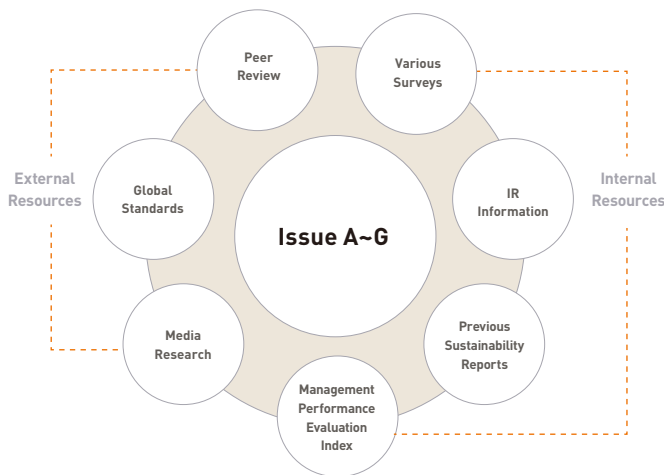 Peer
Review
Various
Surveys
External
Resources
Global
Standards
Issue A~G
IR
Information
Internal
Resources
Media
Research
Previous
Sustainability
Reports
Management
Performance
Evaluation
Index